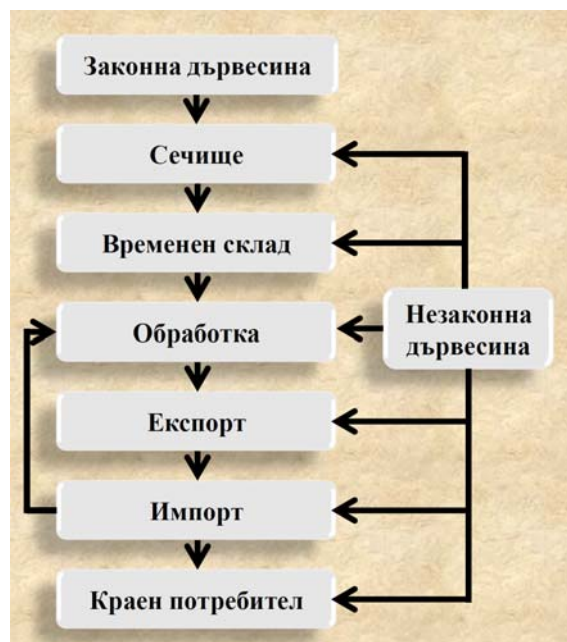 Законна дървесина
Сечище
Временен склад
Обработка
Незаконна
дървесина
Експорт
Импорт
Краен потребител